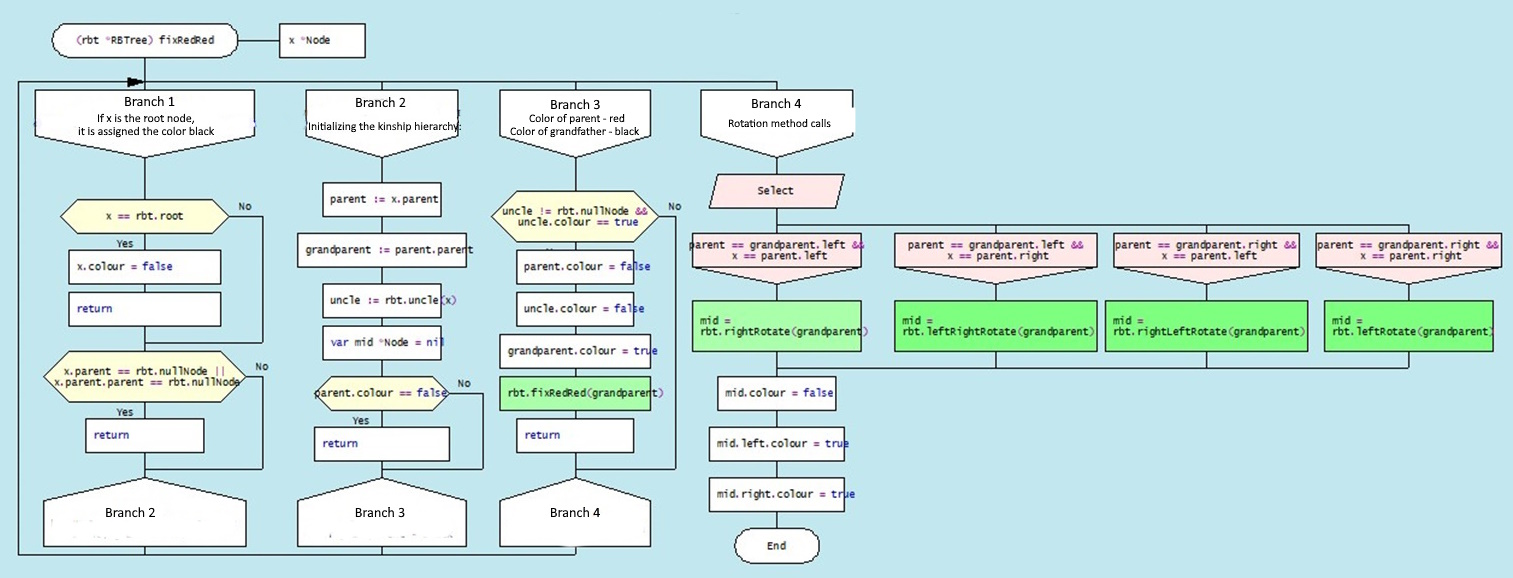 (rbt *RBTree) fixRedRed
x *Node
Branch 1
If x is the root node,
it is assigned the color black
x == rbt.root
No
Yes
x.colour = false
return
x.parent == rbt.nullNode ||
x.parent.parent == rbt.nullNode
No
Yes
return
Branch 2
Branch 2
Initializing the kinship hierarchy:
parent := x.parent
grandparent := parent.parent
uncle := rbt.uncle(x)
var mid *Node = nil
parent.colour == false
No
Yes
return
Branch 3
Branch 3
Color of parent - red
Color of grandfather - black
uncle != rbt.nullNode &&
uncle.colour == true
No
parent.colour = false
uncle.colour = false
grandparent.colour = true
rbt.fixRedRed(grandparent)
return
Branch 4
Branch 4
Rotation method calls
Select
parent == grandparent.left &&
x == parent.left
mid =
rbt.rightRotate(grandparent)
parent == grandparent.left &&
x == parent.right
mid =
rbt.leftRightRotate(grandparent)
parent == grandparent.right &&
x == parent.left
mid =
rbt.rightLeftRotate(grandparent)
parent == grandparent.right &&
x == parent.right
mid =
rbt.leftRotate(grandparent)
mid.colour = false
mid.left.colour = true
mid.right.colour = true
End